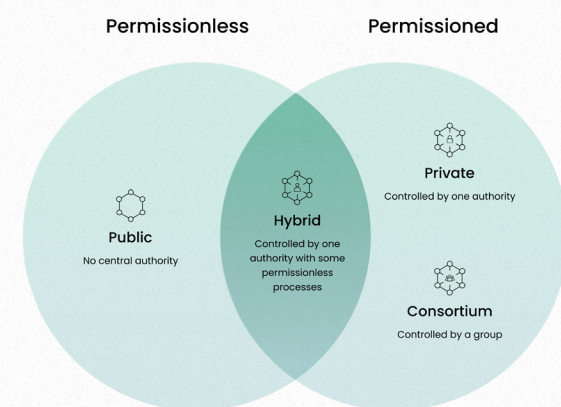 Permissionless
Permissioned
Public
No central authority
Hybrid
Controlled by one
authority with some
permissionless
processes
Private
Controlled by one authority
Consortium
Controlled by a group